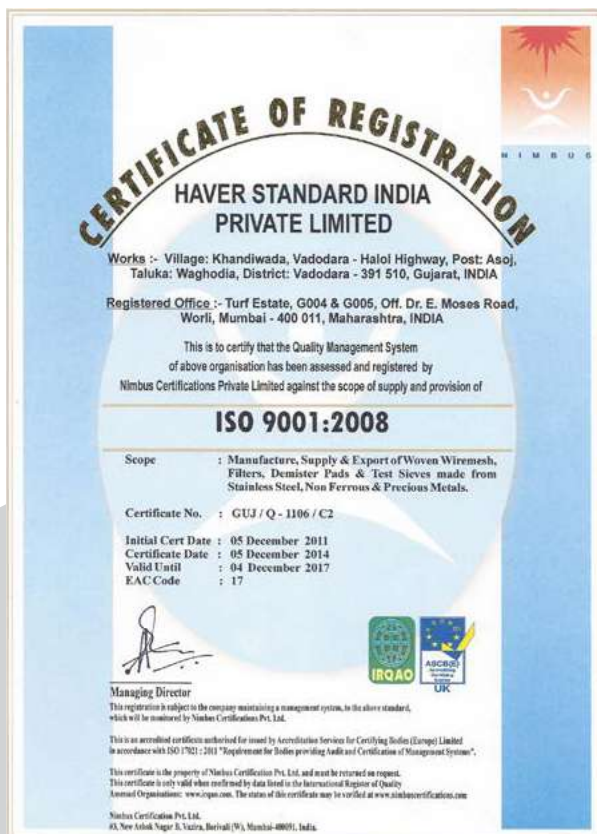 NIMBUS
CERTIFICATE OF REGISTRATION
HAVER STANDARD INDIA
PRIVATE LIMITED
Works :- Village: Khandiwada, Vadodara - Halol Highway, Post: Asoj,
Taluka: Waghodia, District: Vadodara - 391 510, Gujarat, INDIA
Registered Office :- Turf Estate, G004 & G005, Off. Dr. E. Moses Road,
Worli, Mumbai - 400 011, Maharashtra, INDIA
This is to certify that the Quality Management System
of above organisation has been assessed and registered by
Nimbus Certifications Private Limited against the scope of supply and provision of
ISO 9001:2008
Scope : Manufacture, Supply & Export of Woven Wiremesh,
Filters, Demister Pads & Test Sieves made from
Stainless Steel, Non Ferrous & Precious Metals.
Certificate No. : GUJ / Q - 1106 / C2
Initial Cert Date : 05 December 2011
Certificate Date : 05 December 2014
Valid Until : 04 December 2017
EAC Code : 17
IRQAO
ASCB(E)
UK
Managing Director
This registration is subject to the company maintaining a management system, to the above standard,
which will be monitored by Nimbus Certifications Pvt. Ltd.
This is an accredited certificate authorised for issued by Accreditation Services for Certifying Bodies (Europe) Limited
in accordance with ISO 17021 : 2011 "Requirement for Bodies providing Audit and Certification of Management Systems".
This certificate is the property of Nimbus Certification Pvt. Ltd. and must be returned on request.
This certificate is only valid when confirmed by data listed in the International Register of Quality
Assessed Organisations: www.irqao.com. The status of this certificate may be verified at www.nimbuscertifications.com
Nimbus Certification Pvt. Ltd.
#3, New Ashok Nagar B, Vazira, Borivali (W), Mumbai-400091, India.